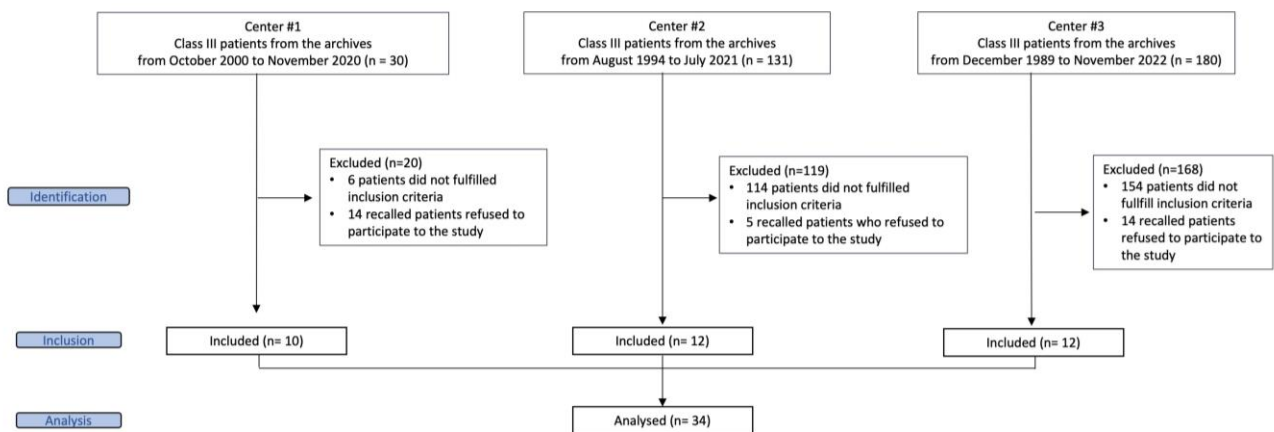 Center #1
Class III patients from the archives
from October 2000 to November 2020 (n = 30)
Center #2
Class III patients from the archives
from August 1994 to July 2021 (n = 131)
Center #3
Class III patients from the archives
from December 1989 to November 2022 (n = 180)
Identification
Excluded (n=20)
• 6 patients did not fulfilled
inclusion criteria
• 14 recalled patients refused to
participate to the study
Excluded (n=119)
• 114 patients did not fulfilled
inclusion criteria
• 5 recalled patients who refused to
participate to the study
Excluded (n=168)
• 154 patients did not
fullfill inclusion criteria
• 14 recalled patients
refused to participate to
the study
Inclusion
Included (n= 10)
Included (n= 12)
Included (n= 12)
Analysis
Analysed (n= 34)